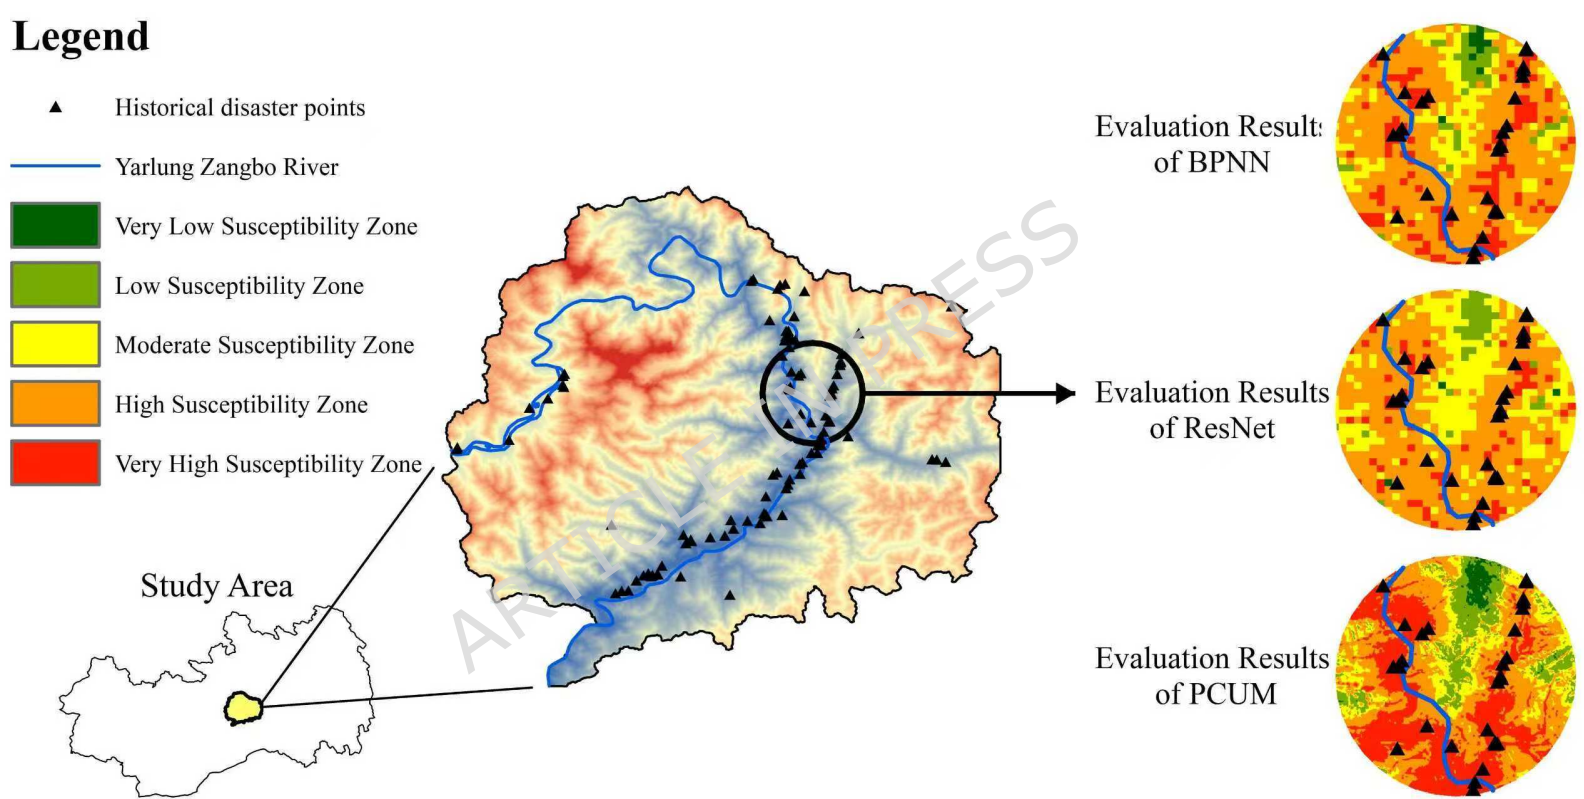 Legend
Historical disaster points
Yarlung Zangbo River
Very Low Susceptibility Zone
Low Susceptibility Zone
Moderate Susceptibility Zone
High Susceptibility Zone
Very High Susceptibility Zone
Study Area
ARTICLE IN PRESS
Evaluation Results
of BPNN
Evaluation Results
of ResNet
Evaluation Results
of PCUM